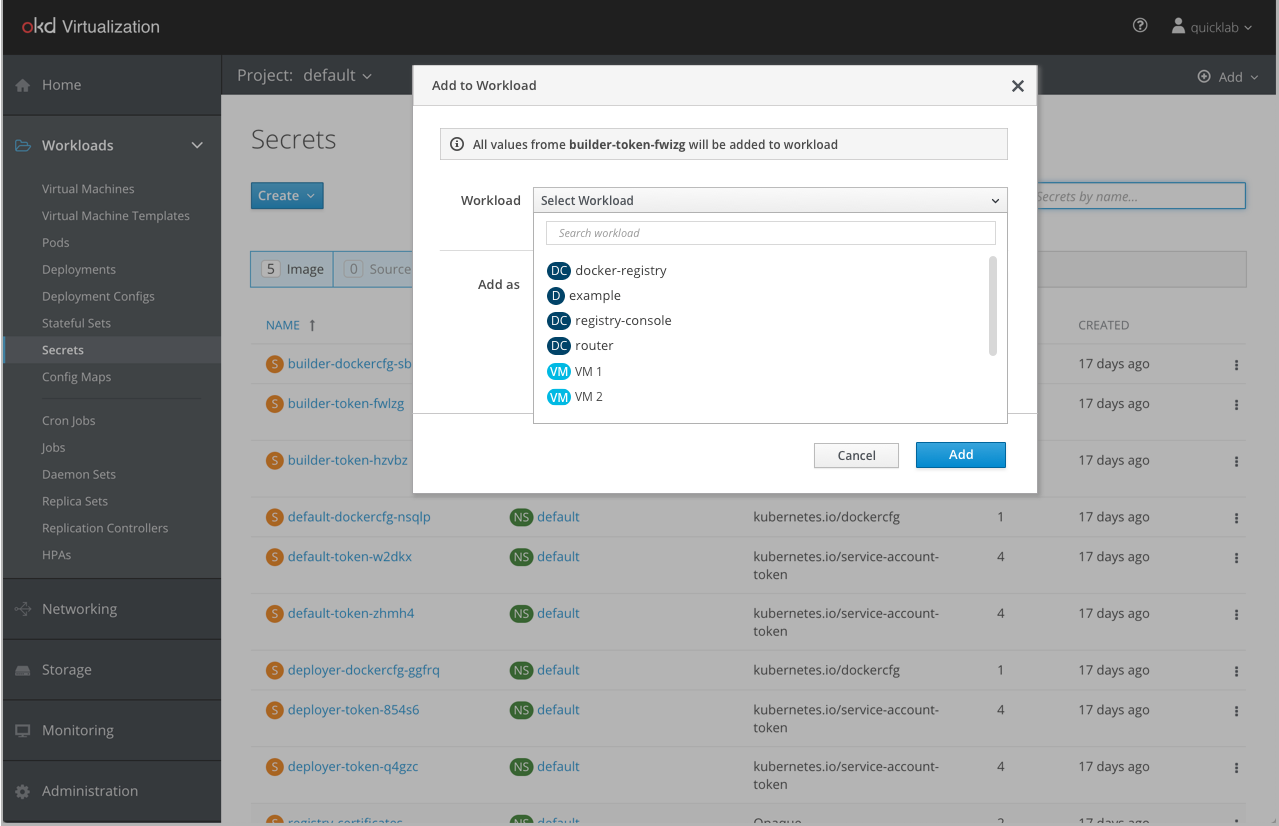 okd Virtualization
quicklab
Home
Project: default
Add
Add to Workload
Workloads
Virtual Machines
Virtual Machine Templates
Pods
Deployments
Deployment Configs
Stateful Sets
Secrets
Config Maps
Cron Jobs
Jobs
Daemon Sets
Replica Sets
Replication Controllers
HPAs
Networking
Storage
Monitoring
Administration
Secrets
Create
Secrets by name...
5 Image 0 Source
All values frome builder-token-fwizg will be added to workload
Workload Select Workload
Search workload
Add as
DC docker-registry
D example
DC registry-console
DC router
VM VM 1
VM VM 2
Cancel Add
NAME CREATED
S builder-dockercfg-sb 17 days ago
S builder-token-fwlzg 17 days ago
S builder-token-hzvbz 17 days ago
S default-dockercfg-nsqlp NS default kubernetes.io/dockercfg 1 17 days ago
S default-token-w2dkx NS default kubernetes.io/service-account- 4 17 days ago
token
S default-token-zhmh4 NS default kubernetes.io/service-account- 4 17 days ago
token
S deployer-dockercfg-ggfrq NS default kubernetes.io/dockercfg 1 17 days ago
S deployer-token-854s6 NS default kubernetes.io/service-account- 4 17 days ago
token
S deployer-token-q4gzc NS default kubernetes.io/service-account- 4 17 days ago
token
S registry-certificates NS default Opaque 2 17 days ago